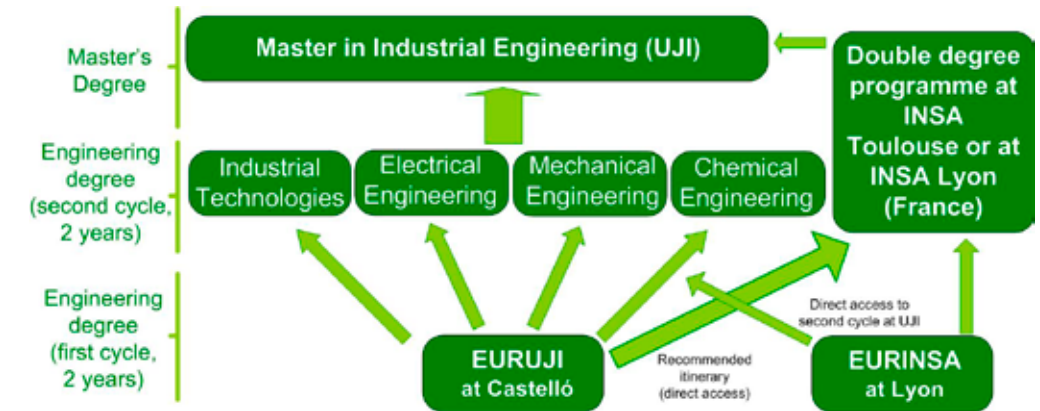 Master's
Degree
Master in Industrial Engineering (UJI)
Double degree
programme at
INSA
Toulouse or at
INSA Lyon
(France)
Engineering
degree
(second cycle,
2 years)
Industrial
Technologies
Electrical
Engineering
Mechanical
Engineering
Chemical
Engineering
Engineering
degree
(first cycle,
2 years)
EURUJI
at Castelló
Recommended
itinerary
(direct access)
Direct access to
second cycle at UJI
EURINSA
at Lyon